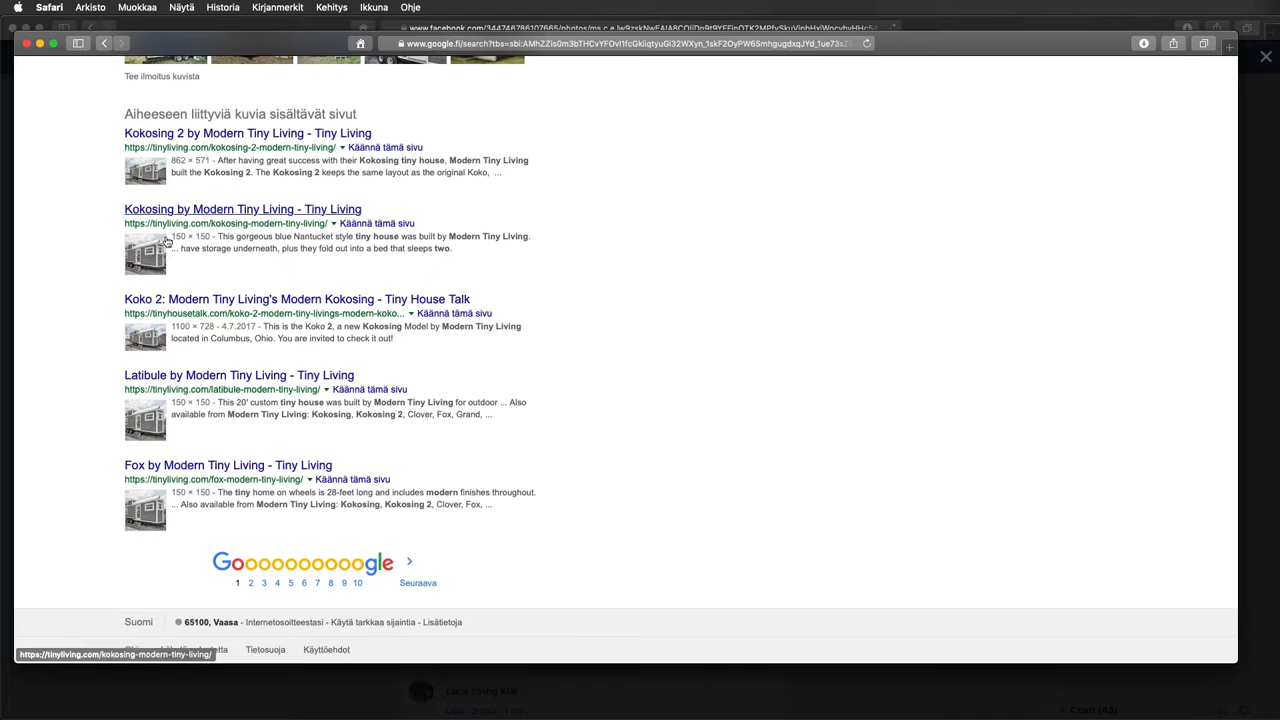 Safari Arkisto Muokkaa Näytä Historia Kirjanmerkit Kehitys Ikkuna Ohje
Tee ilmoitus kuvista
Aiheeseen liittyviä kuvia sisältävät sivut
Kokosing 2 by Modern Tiny Living - Tiny Living
https://tinyliving.com/kokosing-2-modern-tiny-living/ ▾ Käännä tämä sivu
862 × 571 - After having great success with their Kokosing tiny house, Modern Tiny Living
built the Kokosing 2. The Kokosing 2 keeps the same layout as the original Koko, ...
Kokosing by Modern Tiny Living - Tiny Living
https://tinyliving.com/kokosing-modern-tiny-living/ ▾ Käännä tämä sivu
150 × 150 - This gorgeous blue Nantucket style tiny house was built by Modern Tiny Living.
... have storage underneath, plus they fold out into a bed that sleeps two.
Koko 2: Modern Tiny Living's Modern Kokosing - Tiny House Talk
https://tinyhousetalk.com/koko-2-modern-tiny-livings-modern-koko... ▾ Käännä tämä sivu
1100 × 728 - 4.7.2017 - This is the Koko 2, a new Kokosing Model by Modern Tiny Living
located in Columbus, Ohio. You are invited to check it out!
Latibule by Modern Tiny Living - Tiny Living
https://tinyliving.com/latibule-modern-tiny-living/ ▾ Käännä tämä sivu
150 × 150 - This 20' custom tiny house was built by Modern Tiny Living for outdoor ... Also
available from Modern Tiny Living: Kokosing, Kokosing 2, Clover, Fox, Grand, ...
Fox by Modern Tiny Living - Tiny Living
https://tinyliving.com/fox-modern-tiny-living/ ▾ Käännä tämä sivu
150 × 150 - The tiny home on wheels is 28-feet long and includes modern finishes throughout.
... Also available from Modern Tiny Living: Kokosing, Kokosing 2, Clover, Fox, ...
Goooooooooogle >
1 2 3 4 5 6 7 8 9 10 Seuraava
Suomi 65100, Vaasa - Internetosoitteestasi - Käytä tarkkaa sijaintia - Lisätietoja
Tietosuoja Käyttöehdot
https://tinyliving.com/kokosing-modern-tiny-living/
Chatt (43)